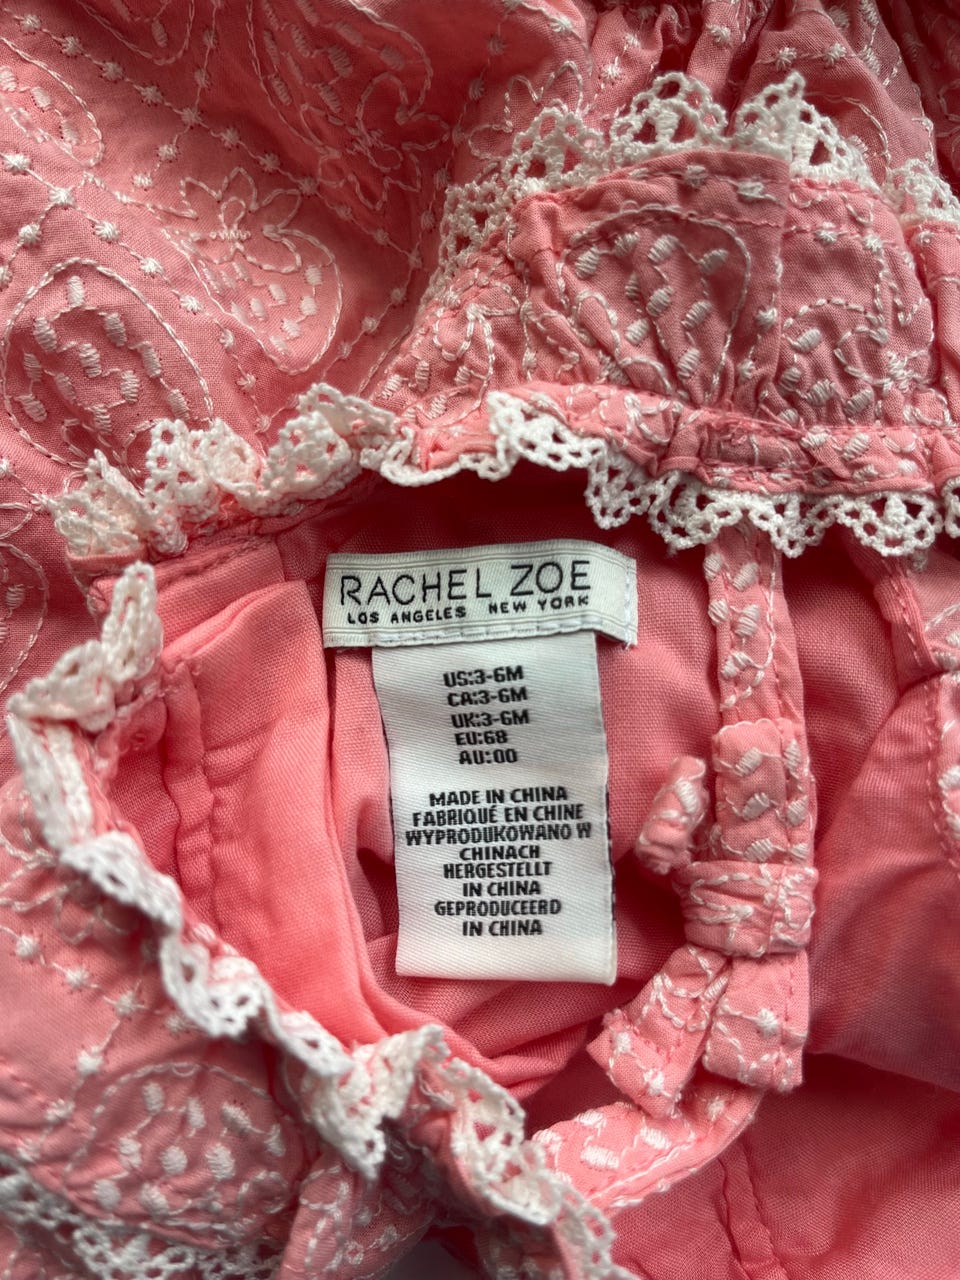 RACHEL ZOE
LOS ANGELES NEW YORK
US:3-6M
CA:3-6M
UK:3-6M
EU:68
AU:00
MADE IN CHINA
FABRIQUÉ EN CHINE
WYPRODUKOWANO W
CHINACH
HERGESTELLT
IN CHINA
GEPRODUCEERD
IN CHINA